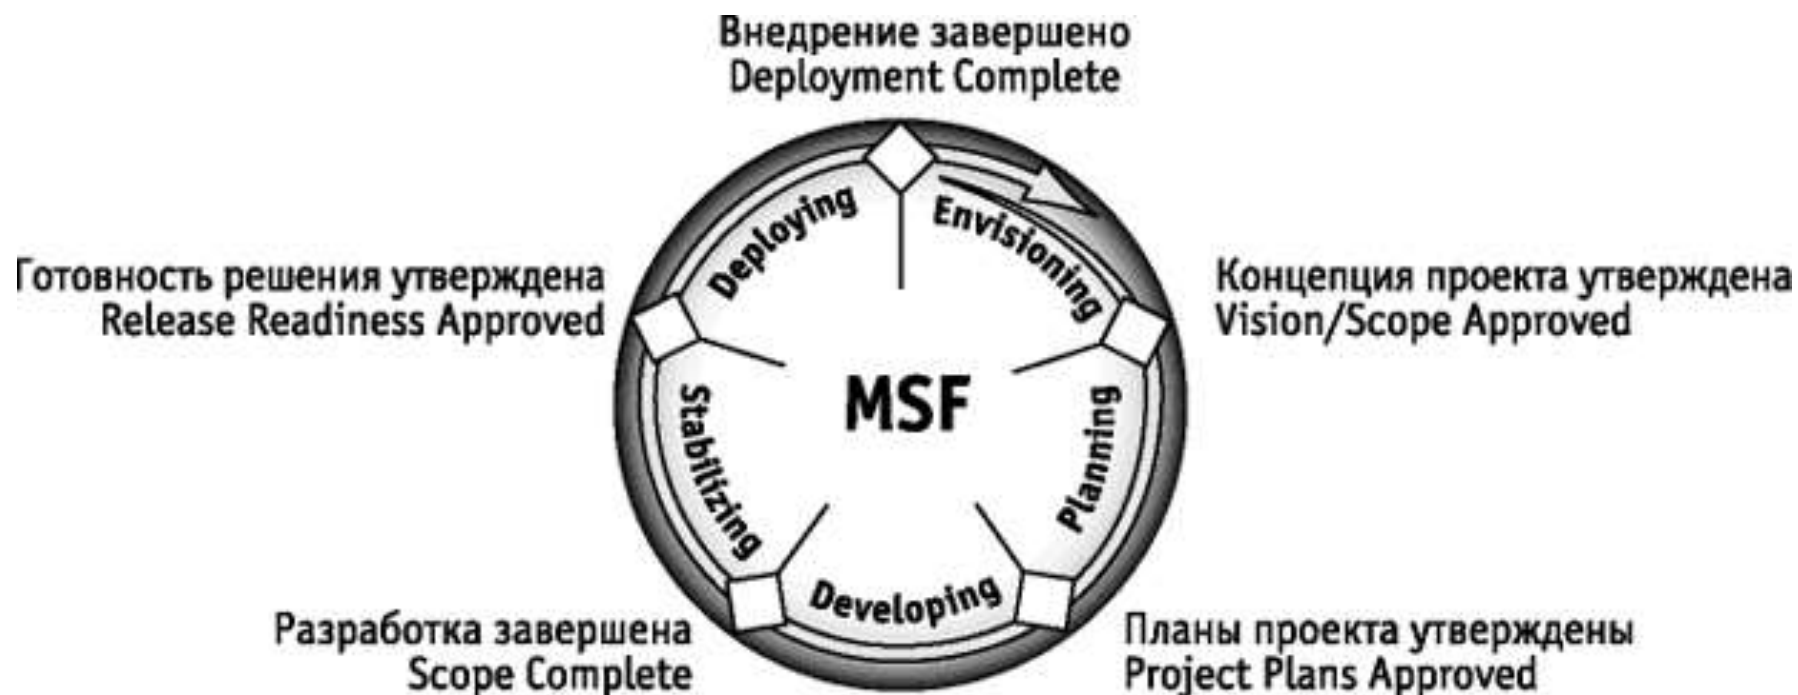 Внедрение завершено
Deployment Complete
Deploying
Envisioning
Готовность решения утверждена
Release Readiness Approved
Концепция проекта утверждена
Vision/Scope Approved
MSF
Stabilizing
Planning
Developing
Разработка завершена
Scope Complete
Планы проекта утверждены
Project Plans Approved